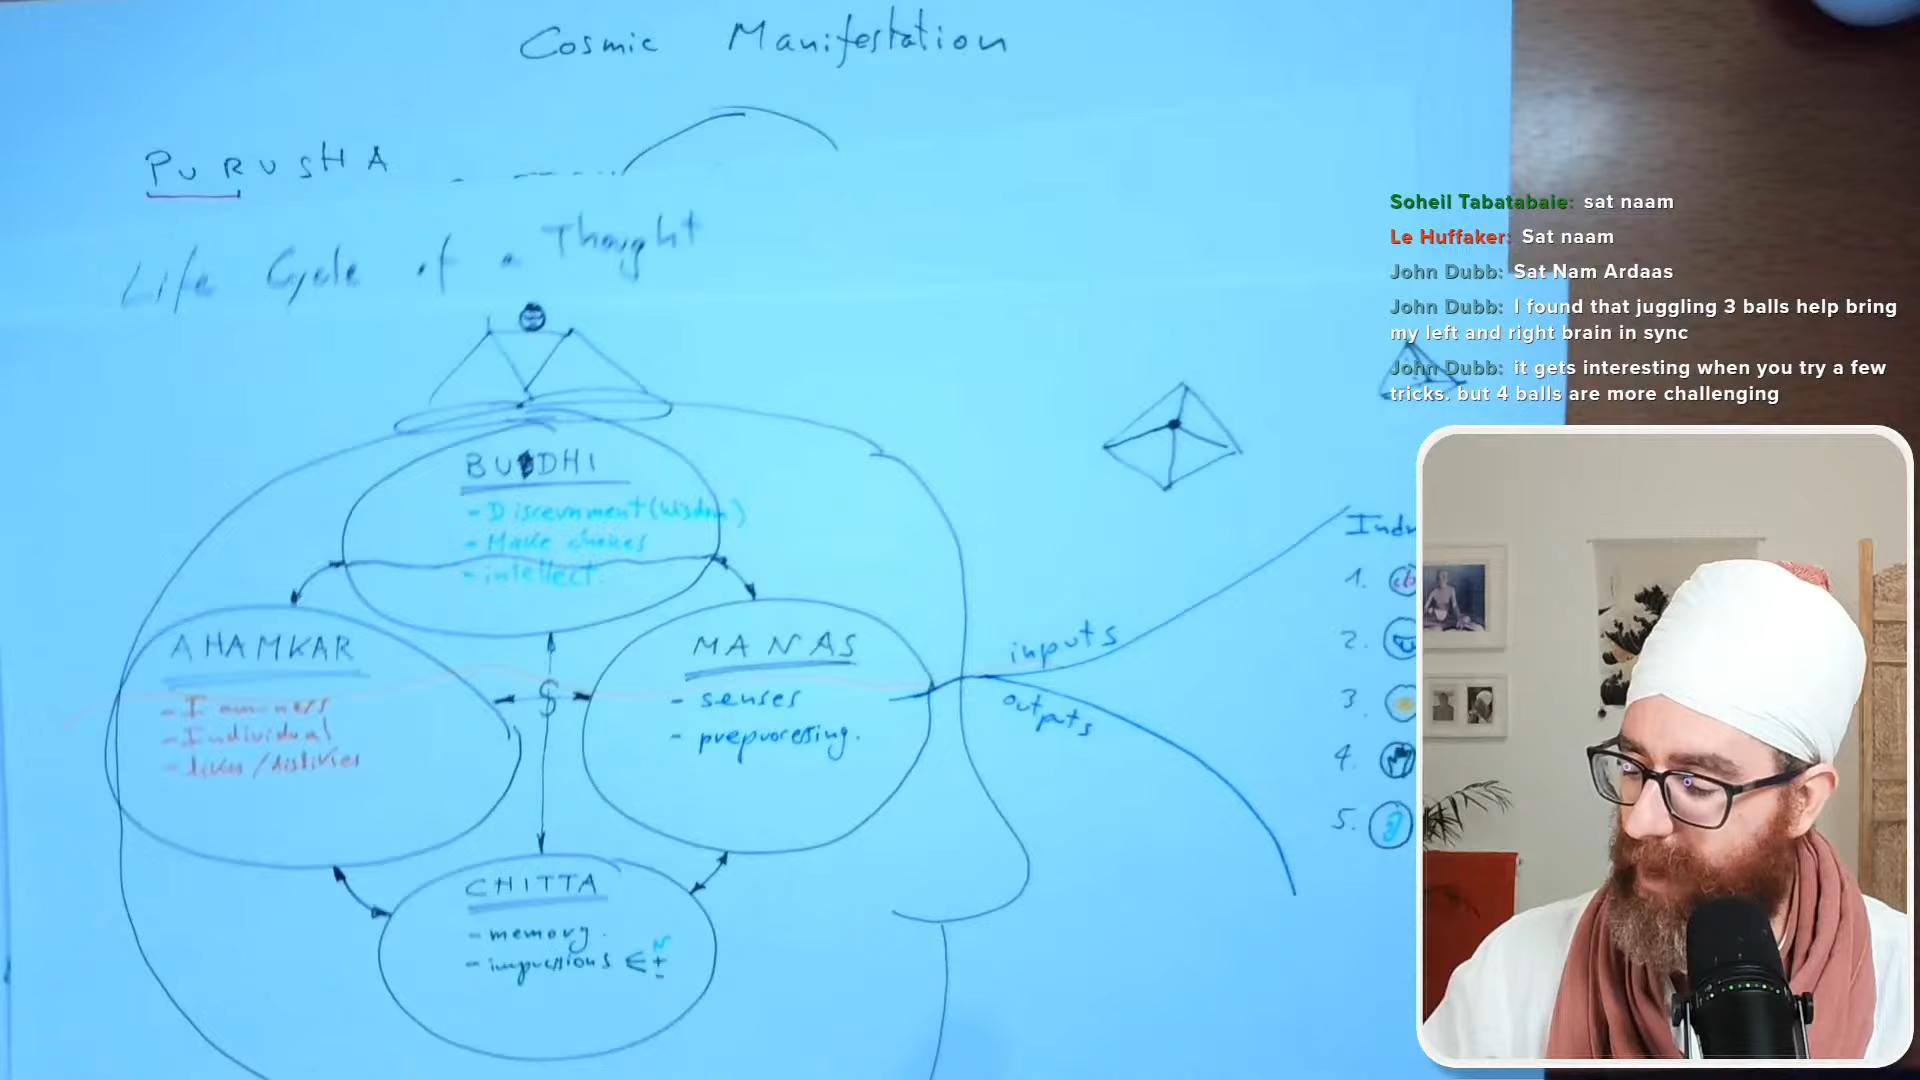 Cosmic Manifestation
PURUSHA
Life Cycle of a Thought
BUDDHI
- Discernment (wisdom)
- Make choices
- intellect.
AHAMKAR
- I am-ness
- Individual
- likes / dislikes
MANAS
- senses
- preprocessing.
CHITTA
- memory.
- impressions ∈ N + -
inputs
outputs
Indr
1.
2.
3.
4.
5.
Soheil Tabatabaie: sat naam
Le Huffaker: Sat naam
John Dubb: Sat Nam Ardaas
John Dubb: I found that juggling 3 balls help bring
my left and right brain in sync
John Dubb: it gets interesting when you try a few
tricks. but 4 balls are more challenging